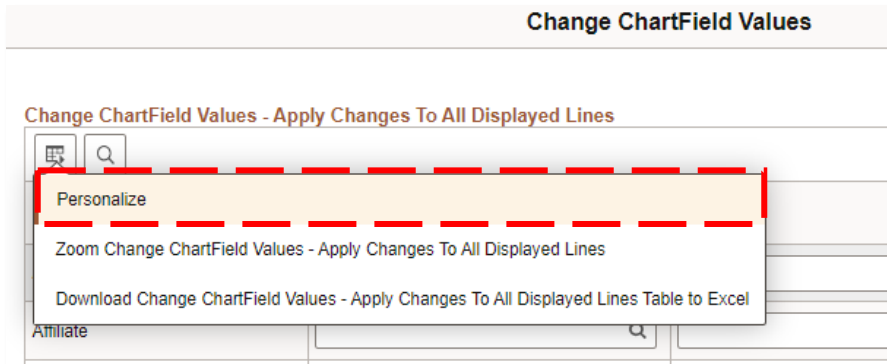 Change ChartField Values
Change ChartField Values - Apply Changes To All Displayed Lines
Personalize
Zoom Change ChartField Values - Apply Changes To All Displayed Lines
Download Change ChartField Values - Apply Changes To All Displayed Lines Table to Excel
Affiliate